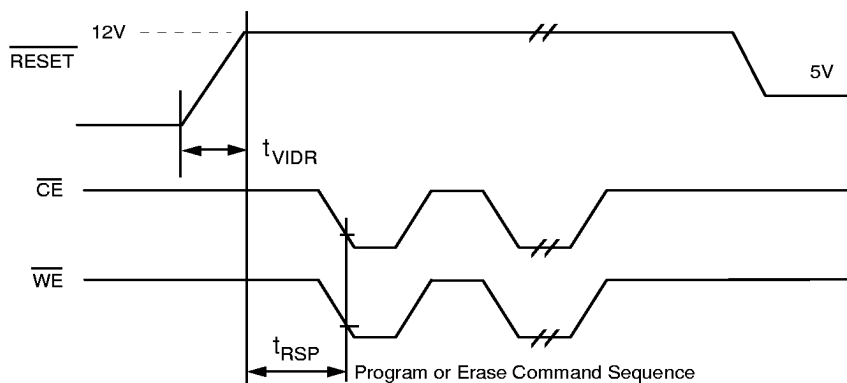 12V
RESET
5V
tVIDR
CE
WE
tRSP
Program or Erase Command Sequence